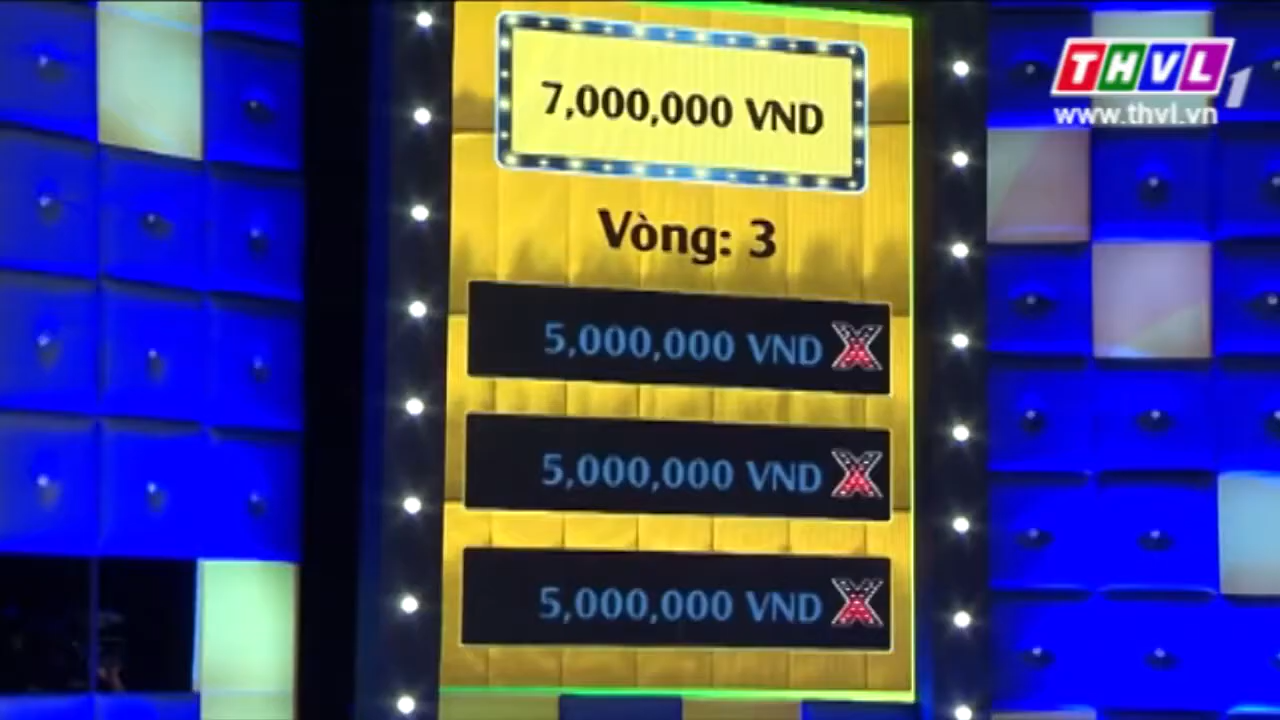 THVL1
www.thvl.vn
7,000,000 VND
Vòng: 3
5,000,000 VND X
5,000,000 VND X
5,000,000 VND X